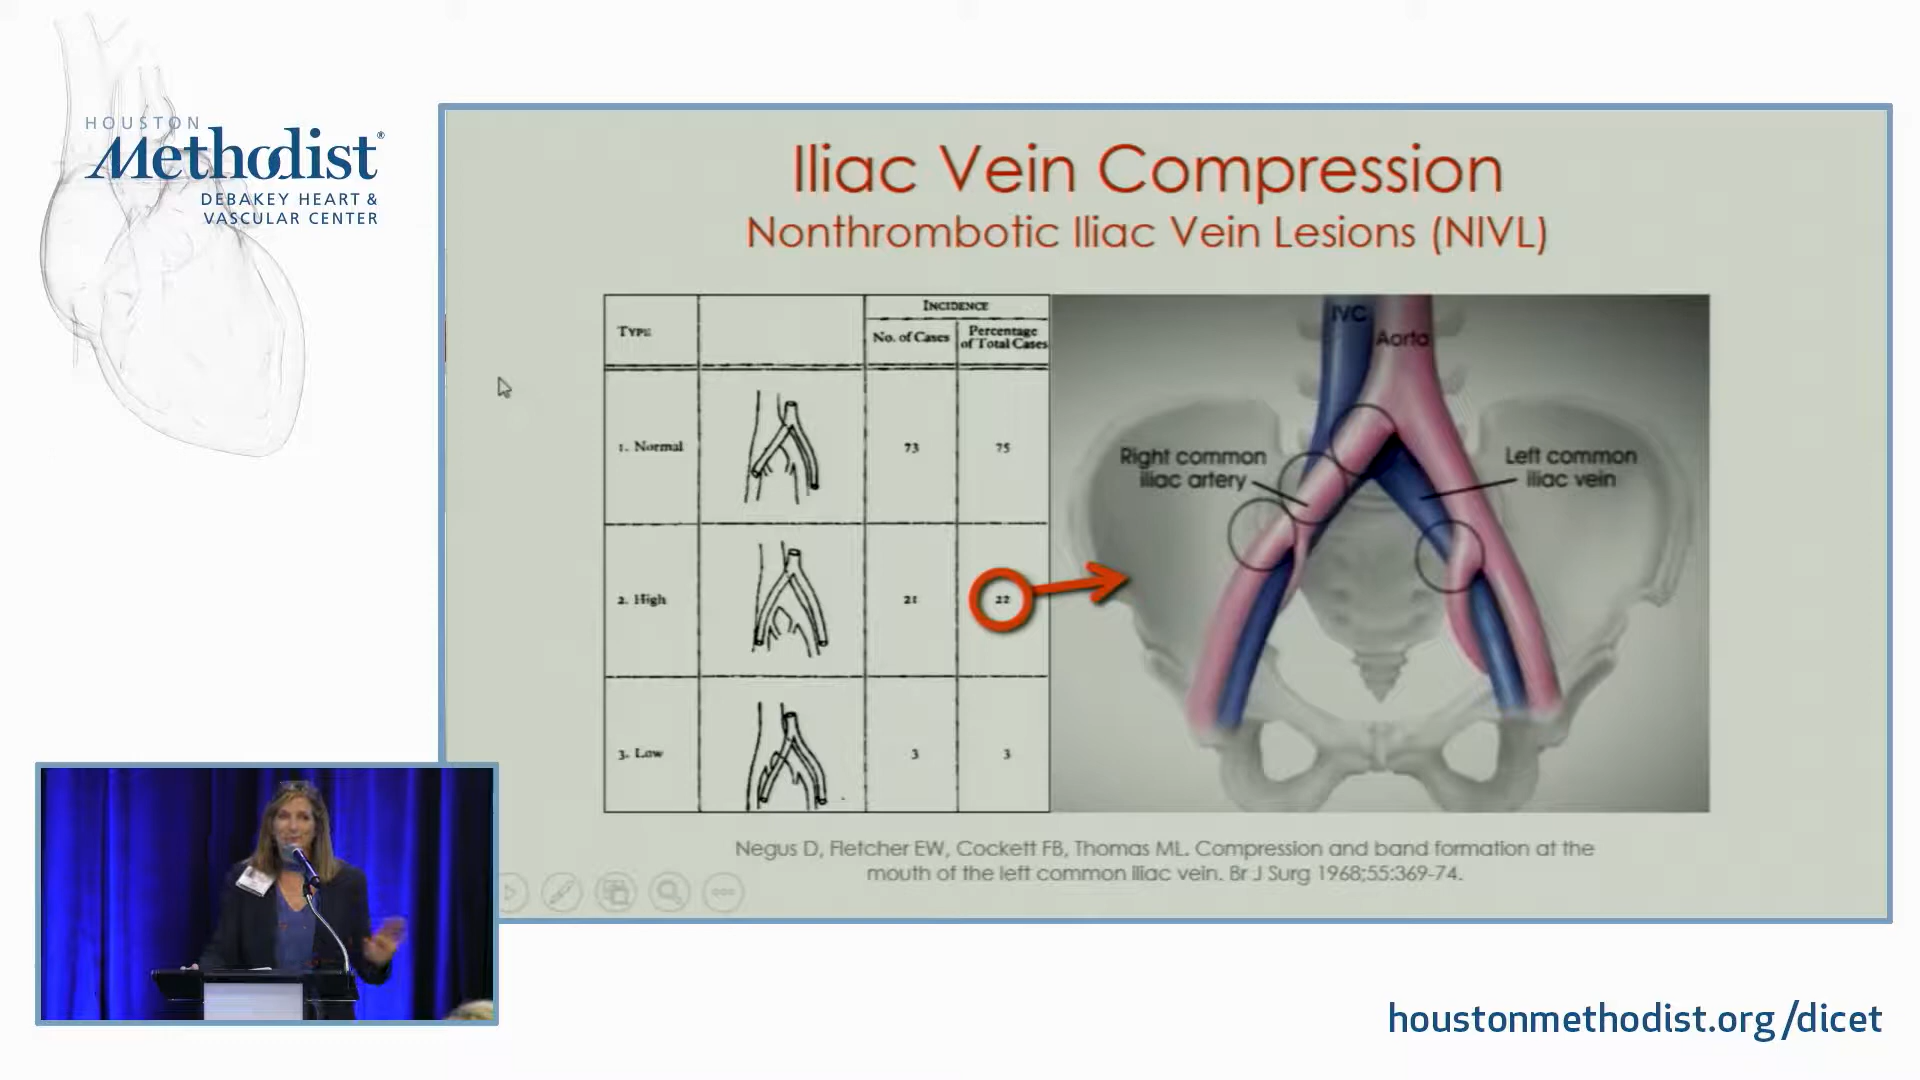 HOUSTON
Methodist®
DEBAKEY HEART &
VASCULAR CENTER
Iliac Vein Compression
Nonthrombotic Iliac Vein Lesions (NIVL)
TYPE
INCIDENCE
No. of Cases
Percentage
of Total Cases
1. Normal
73
75
2. High
21
22
3. Low
3
3
IVC
Aorta
Right common
iliac artery
Left common
iliac vein
Negus D, Fletcher EW, Cockett FB, Thomas ML. Compression and band formation at the
mouth of the left common iliac vein. Br J Surg 1968;55:369-74.
houstonmethodist.org/dicet